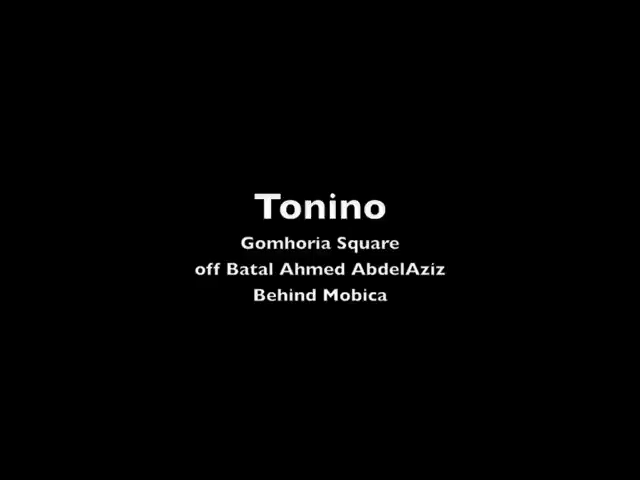 Tonino
Gomhoria Square
off Batal Ahmed AbdelAziz
Behind Mobica